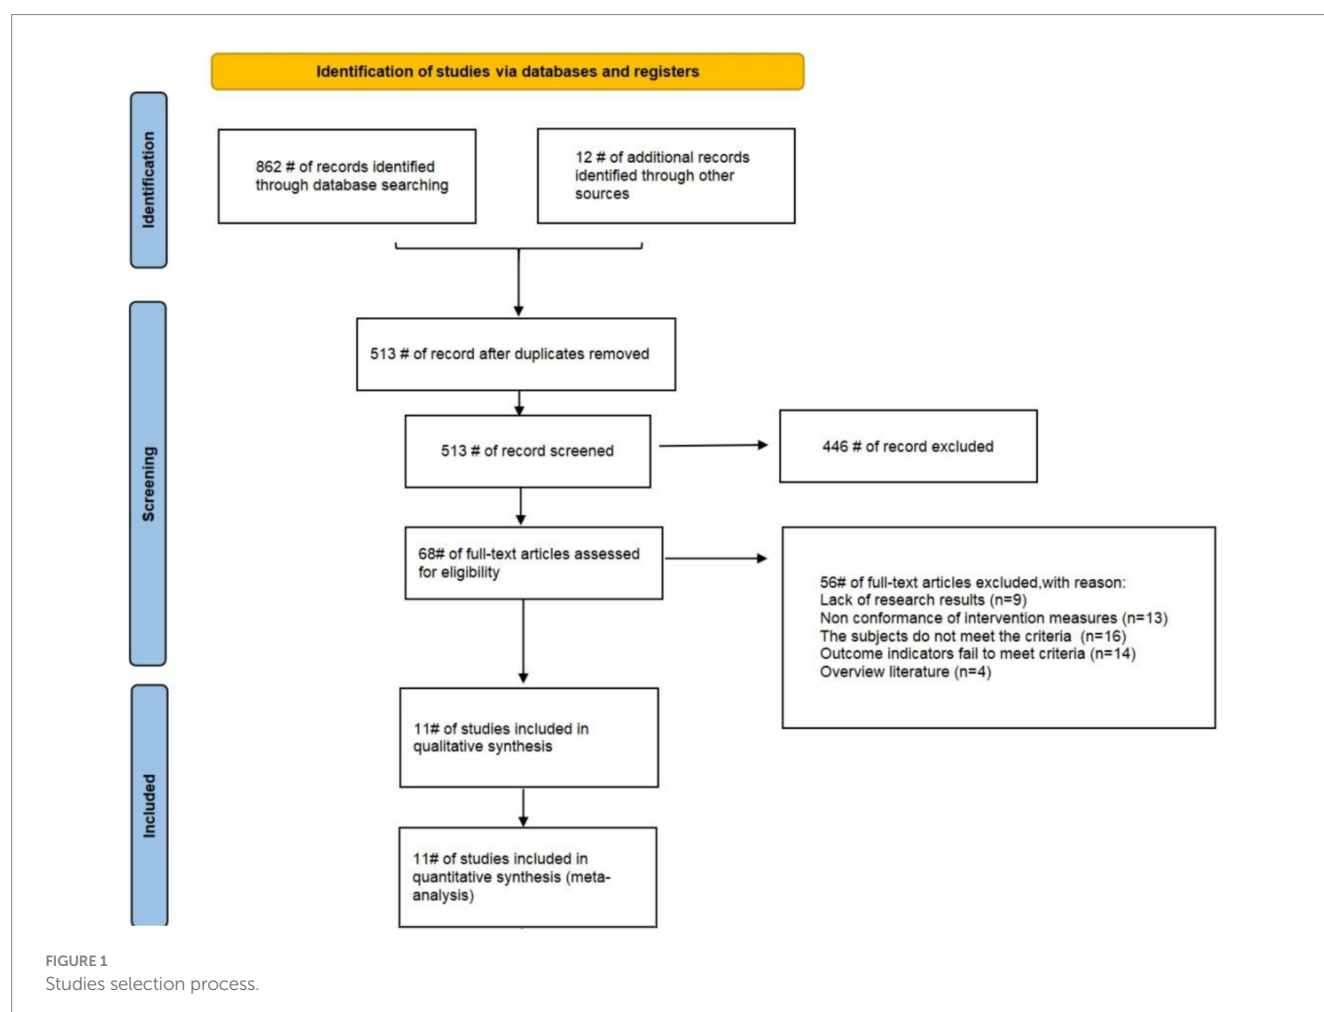 Identification of studies via databases and registers
Identification
862 # of records identified
through database searching
12 # of additional records
identified through other
sources
Screening
513 # of record after duplicates removed
513 # of record screened
446 # of record excluded
68# of full-text articles assessed
for eligibility
56# of full-text articles excluded,with reason:
Lack of research results (n=9)
Non conformance of intervention measures (n=13)
The subjects do not meet the criteria (n=16)
Outcome indicators fail to meet criteria (n=14)
Overview literature (n=4)
Included
11# of studies included in
qualitative synthesis
11# of studies included in
quantitative synthesis (meta-
analysis)
FIGURE 1
Studies selection process.